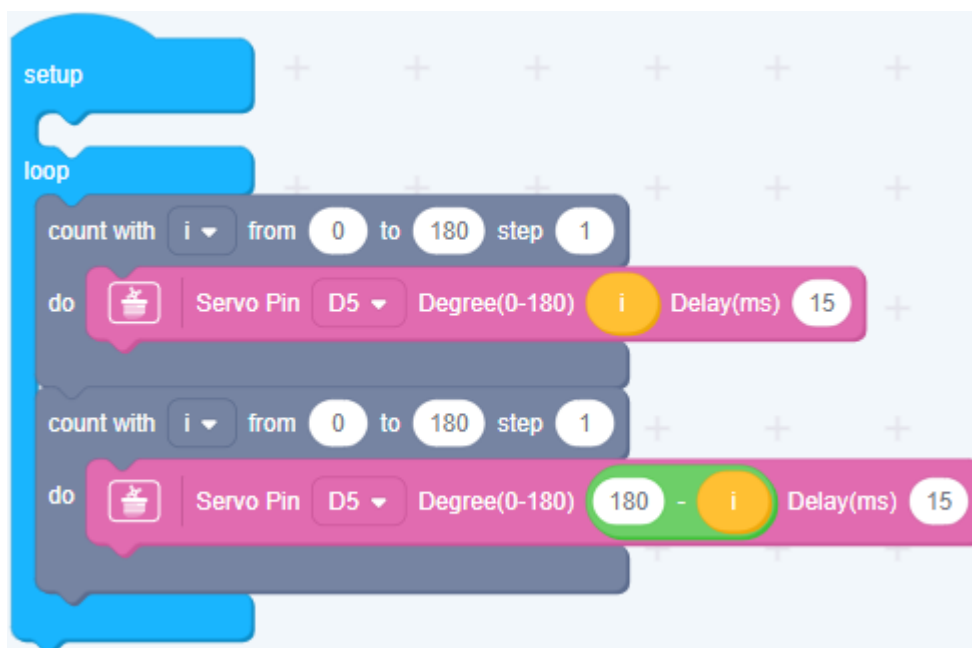 setup
loop
count with i from 0 to 180 step 1
do Servo Pin D5 Degree(0-180) i Delay(ms) 15
count with i from 0 to 180 step 1
do Servo Pin D5 Degree(0-180) 180 - i Delay(ms) 15